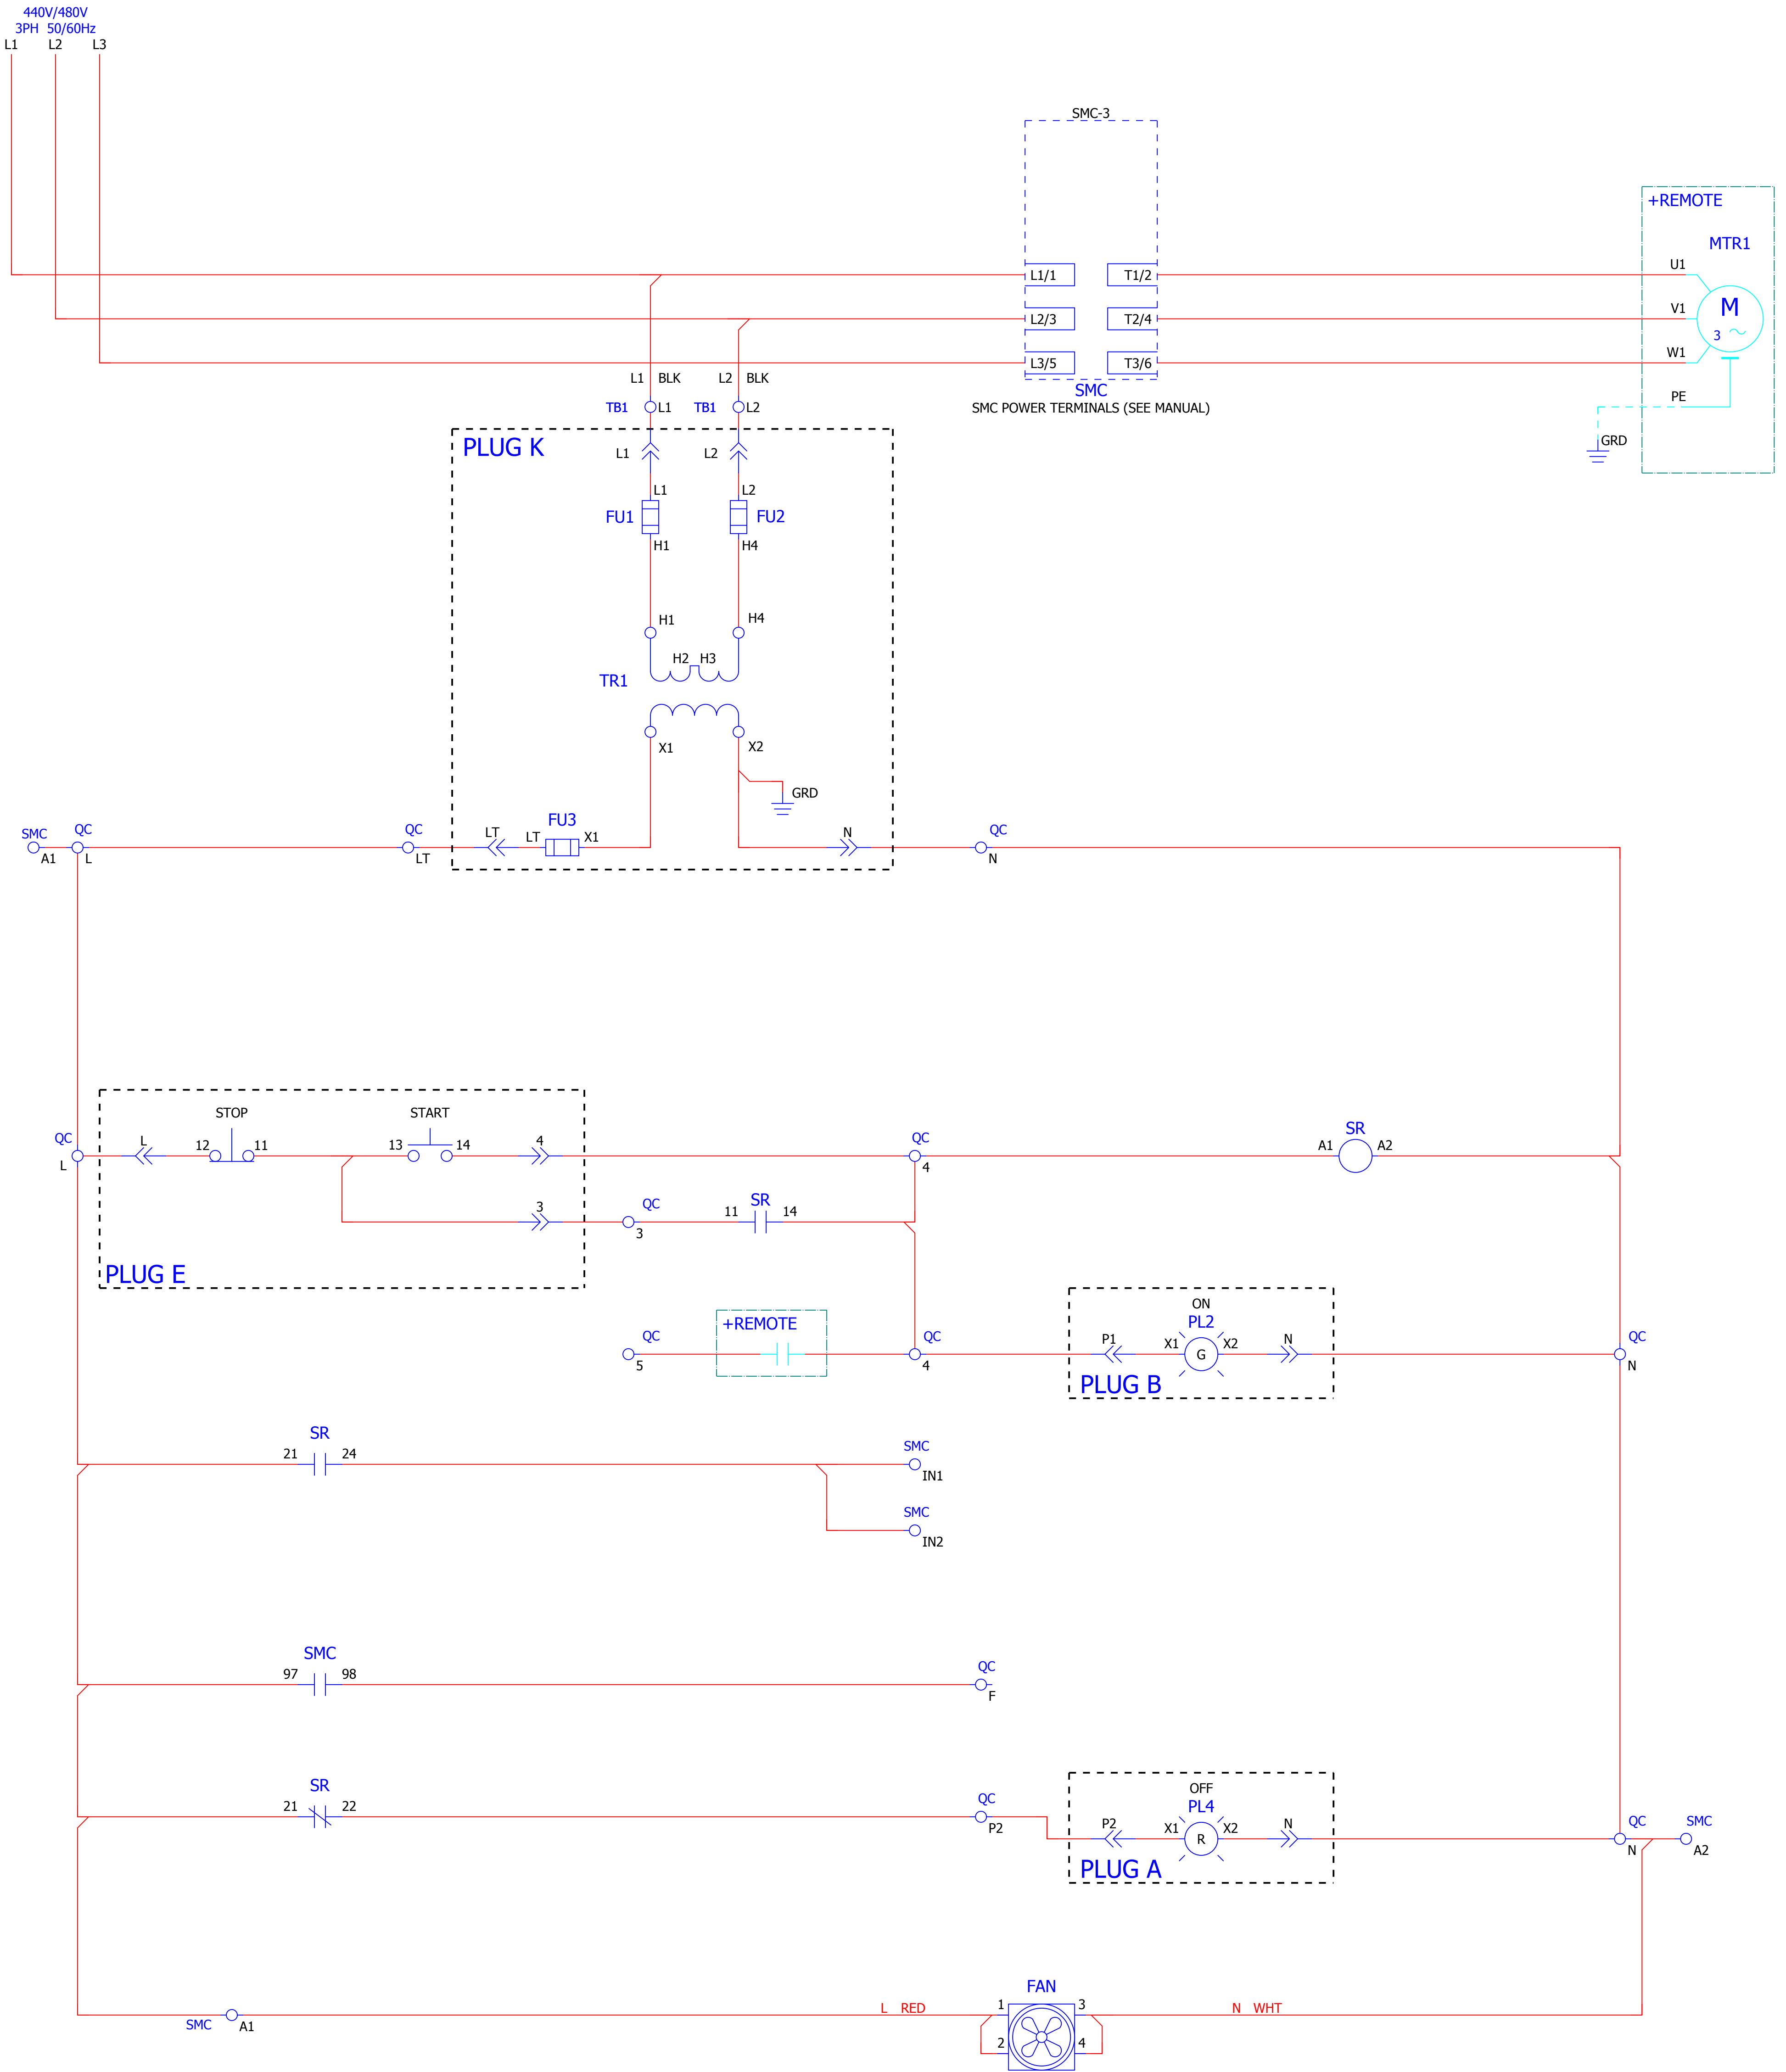 440V/480V
3PH 50/60Hz
L1 L2 L3
SMC-3
+REMOTE
MTR1
U1
L1/1 T1/2
M
3
V1
L2/3 T2/4
W1
L3/5 T3/6
L1 BLK L2 BLK
SMC
PE
TB1 L1 TB1 L2
SMC POWER TERMINALS (SEE MANUAL)
GRD
PLUG K
L1 L2
L1 L2
FU1 FU2
H1 H4
H1 H4
H2 H3
TR1
X1 X2
GRD
FU3
SMC QC QC LT LT X1 N QC
A1 L LT N
STOP START
QC L 12 11 13 14 4 QC SR
A1 A2
L 4
3 QC 11 SR 14
3
PLUG E
ON
+REMOTE PL2
QC QC P1 X1 G X2 N QC
5 4 N
PLUG B
SR
21 24 SMC
IN1
SMC
IN2
SMC
97 98 QC
F
SR OFF
21 22 QC PL4
P2 P2 X1 R X2 N QC SMC
N A2
PLUG A
FAN
L RED 1 3 N WHT
SMC A1
2 4